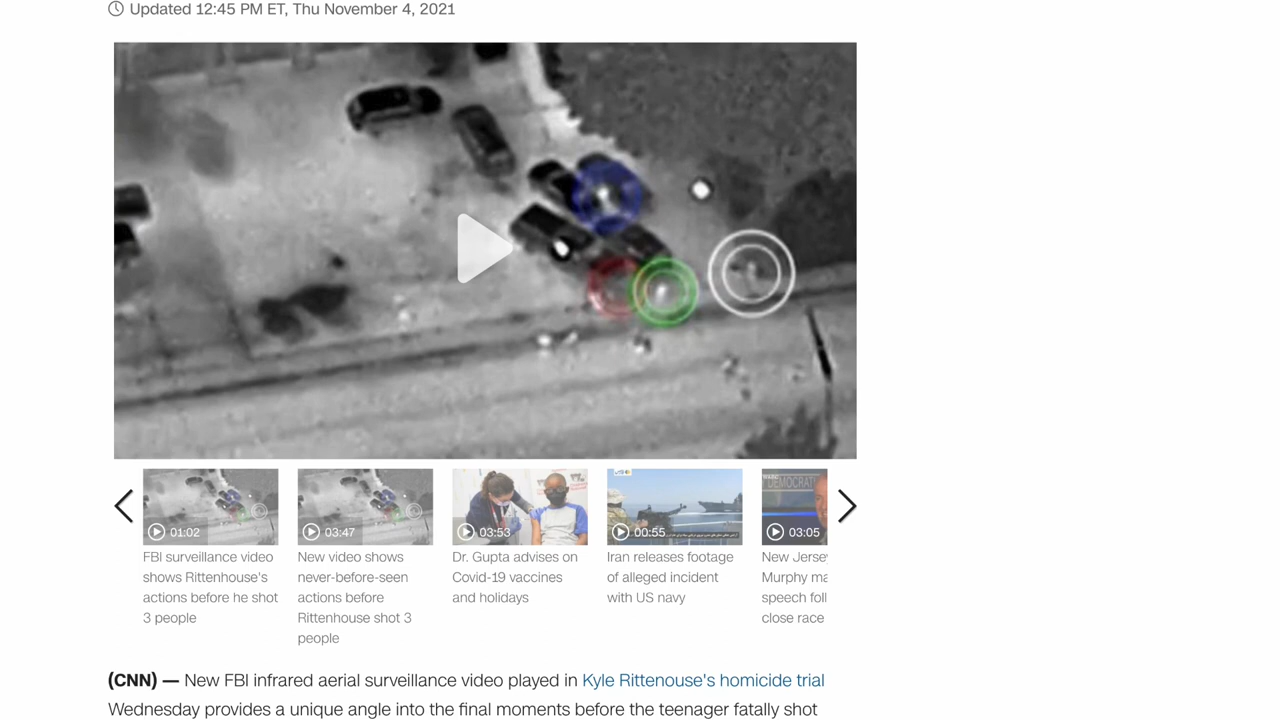 Updated 12:45 PM ET, Thu November 4, 2021
01:02
03:47
03:53
00:55
DEMOCRAT
03:05
FBI surveillance video
shows Rittenhouse's
actions before he shot
3 people
New video shows
never-before-seen
actions before
Rittenhouse shot 3
people
Dr. Gupta advises on
Covid-19 vaccines
and holidays
Iran releases footage
of alleged incident
with US navy
New Jersey
Murphy ma
speech foll
close race
(CNN) — New FBI infrared aerial surveillance video played in Kyle Rittenouse's homicide trial
Wednesday provides a unique angle into the final moments before the teenager fatally shot